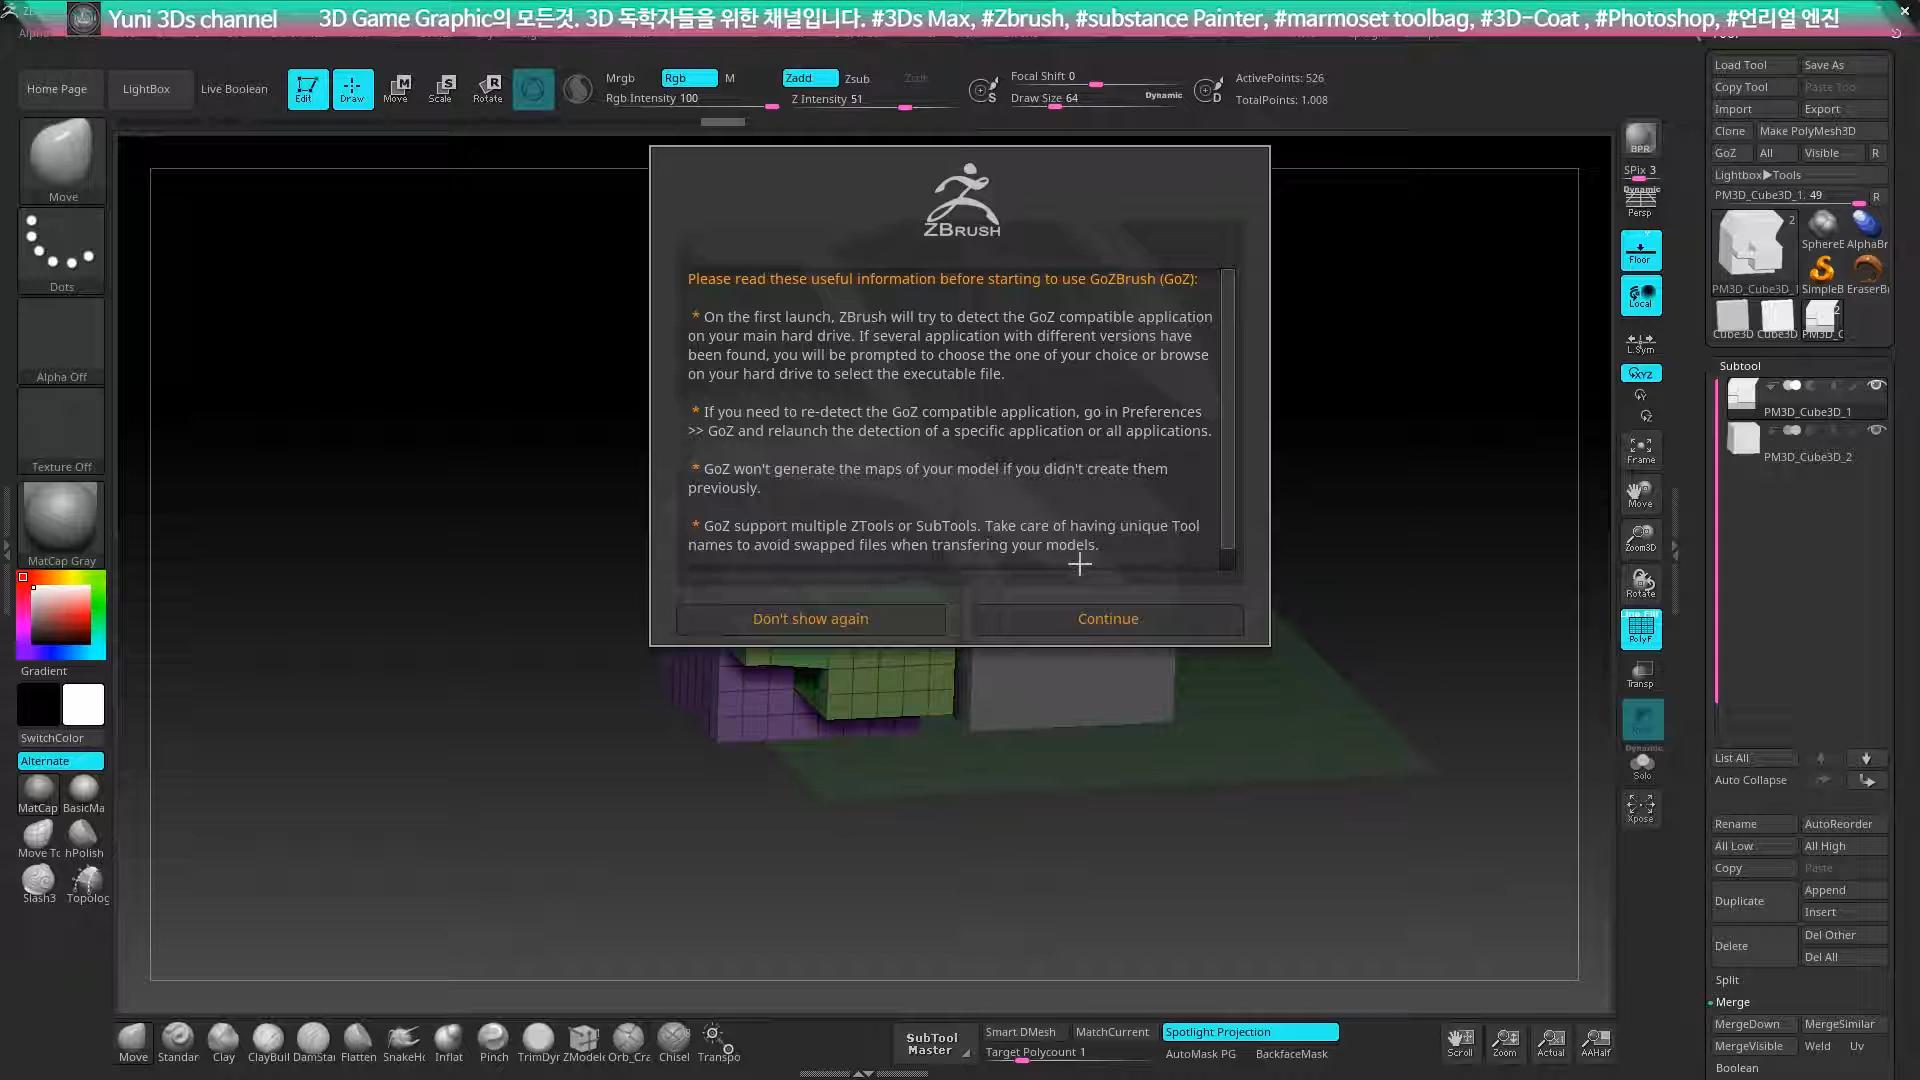 Yuni 3Ds channel 3D Game Graphic의 모든것. 3D 독학자들을 위한 채널입니다. #3Ds Max, #Zbrush, #substance Painter, #marmoset toolbag, #3D-Coat , #Photoshop, #언리얼 엔진
Home Page
LightBox
Live Boolean
Edit
Draw
Move
Scale
Rotate
Mrgb
Rgb
M
Rgb Intensity 100
Zadd
Zsub
Z Intensity 51
Focal Shift 0
Draw Size 64
Dynamic
ActivePoints: 526
TotalPoints: 1.008
Move
Dots
Alpha Off
Texture Off
MatCap Gray
Gradient
SwitchColor
Alternate
MatCap
BasicMa
Move To
hPolish
Slash3
Topolog
ZBRUSH
Please read these useful information before starting to use GoZBrush (GoZ):
* On the first launch, ZBrush will try to detect the GoZ compatible application
on your main hard drive. If several application with different versions have
been found, you will be prompted to choose the one of your choice or browse
on your hard drive to select the executable file.
* If you need to re-detect the GoZ compatible application, go in Preferences
>> GoZ and relaunch the detection of a specific application or all applications.
* GoZ won't generate the maps of your model if you didn't create them
previously.
* GoZ support multiple ZTools or SubTools. Take care of having unique Tool
names to avoid swapped files when transfering your models.
Don't show again
Continue
BPR
SPix 3
Dynamic
Persp
Floor
Local
L.Sym
XYZ
Frame
Move
Zoom3D
Rotate
Line Fill
PolyF
Transp
Dynamic
Solo
Xpose
Load Tool
Save As
Copy Tool
Paste Too
Import
Export
Clone
Make PolyMesh3D
GoZ
All
Visible
R
Lightbox▶Tools
PM3D_Cube3D_1. 49
R
2
SphereE
AlphaBr
PM3D_Cube3D_1
SimpleB
EraserBr
2
Cube3D
Cube3D
PM3D_C
Subtool
PM3D_Cube3D_1
PM3D_Cube3D_2
List All
Auto Collapse
Rename
AutoReorder
All Low
All High
Copy
Paste
Duplicate
Append
Insert
Delete
Del Other
Del All
Split
Merge
MergeDown
MergeSimilar
MergeVisible
Weld
Uv
Boolean
Move
Standar
Clay
ClayBuil
DamStan
Flatten
SnakeHo
Inflat
Pinch
TrimDyn
ZModele
Orb_Cra
Chisel
Transpo
SubTool
Master
Smart DMesh
MatchCurrent
Spotlight Projection
Target Polycount 1
AutoMask PG
BackfaceMask
Scroll
Zoom
Actual
AAHalf